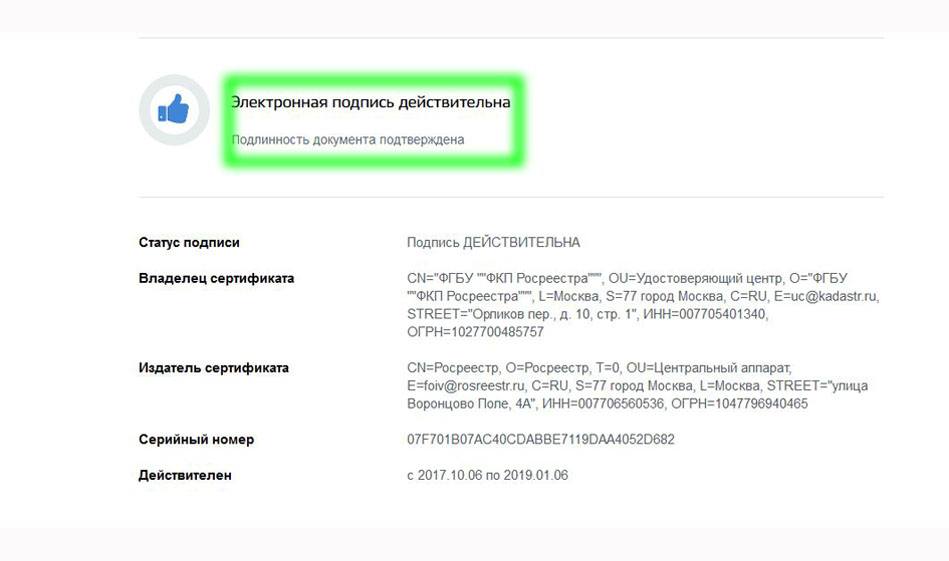 Электронная подпись действительна
Подлинность документа подтверждена
Статус подписи
Подпись ДЕЙСТВИТЕЛЬНА
Владелец сертификата
CN="ФГБУ ""ФКП Росреестра""", OU=Удостоверяющий центр, O="ФГБУ
""ФКП Росреестра""", L=Москва, S=77 город Москва, C=RU, E=uc@kadastr.ru,
STREET="Орликов пер., д. 10, стр. 1", ИНН=007705401340,
ОГРН=1027700485757
Издатель сертификата
CN=Росреестр, O=Росреестр, T=0, OU=Центральный аппарат,
E=foiv@rosreestr.ru, C=RU, S=77 город Москва, L=Москва, STREET="улица
Воронцово Поле, 4А", ИНН=007706560536, ОГРН=1047796940465
Серийный номер
07F701B07AC40CDABBE7119DAA4052D682
Действителен
с 2017.10.06 по 2019.01.06